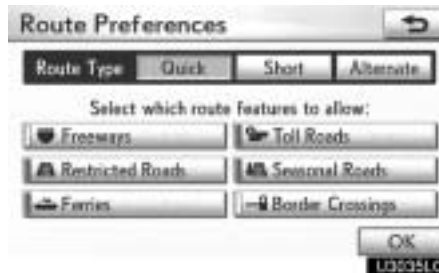 Route Preferences
Route Type Quick Short Alternate
Select which route features to allow:
Freeways Toll Roads
Restricted Roads Seasonal Roads
Ferries Border Crossings
OK
U3035LC